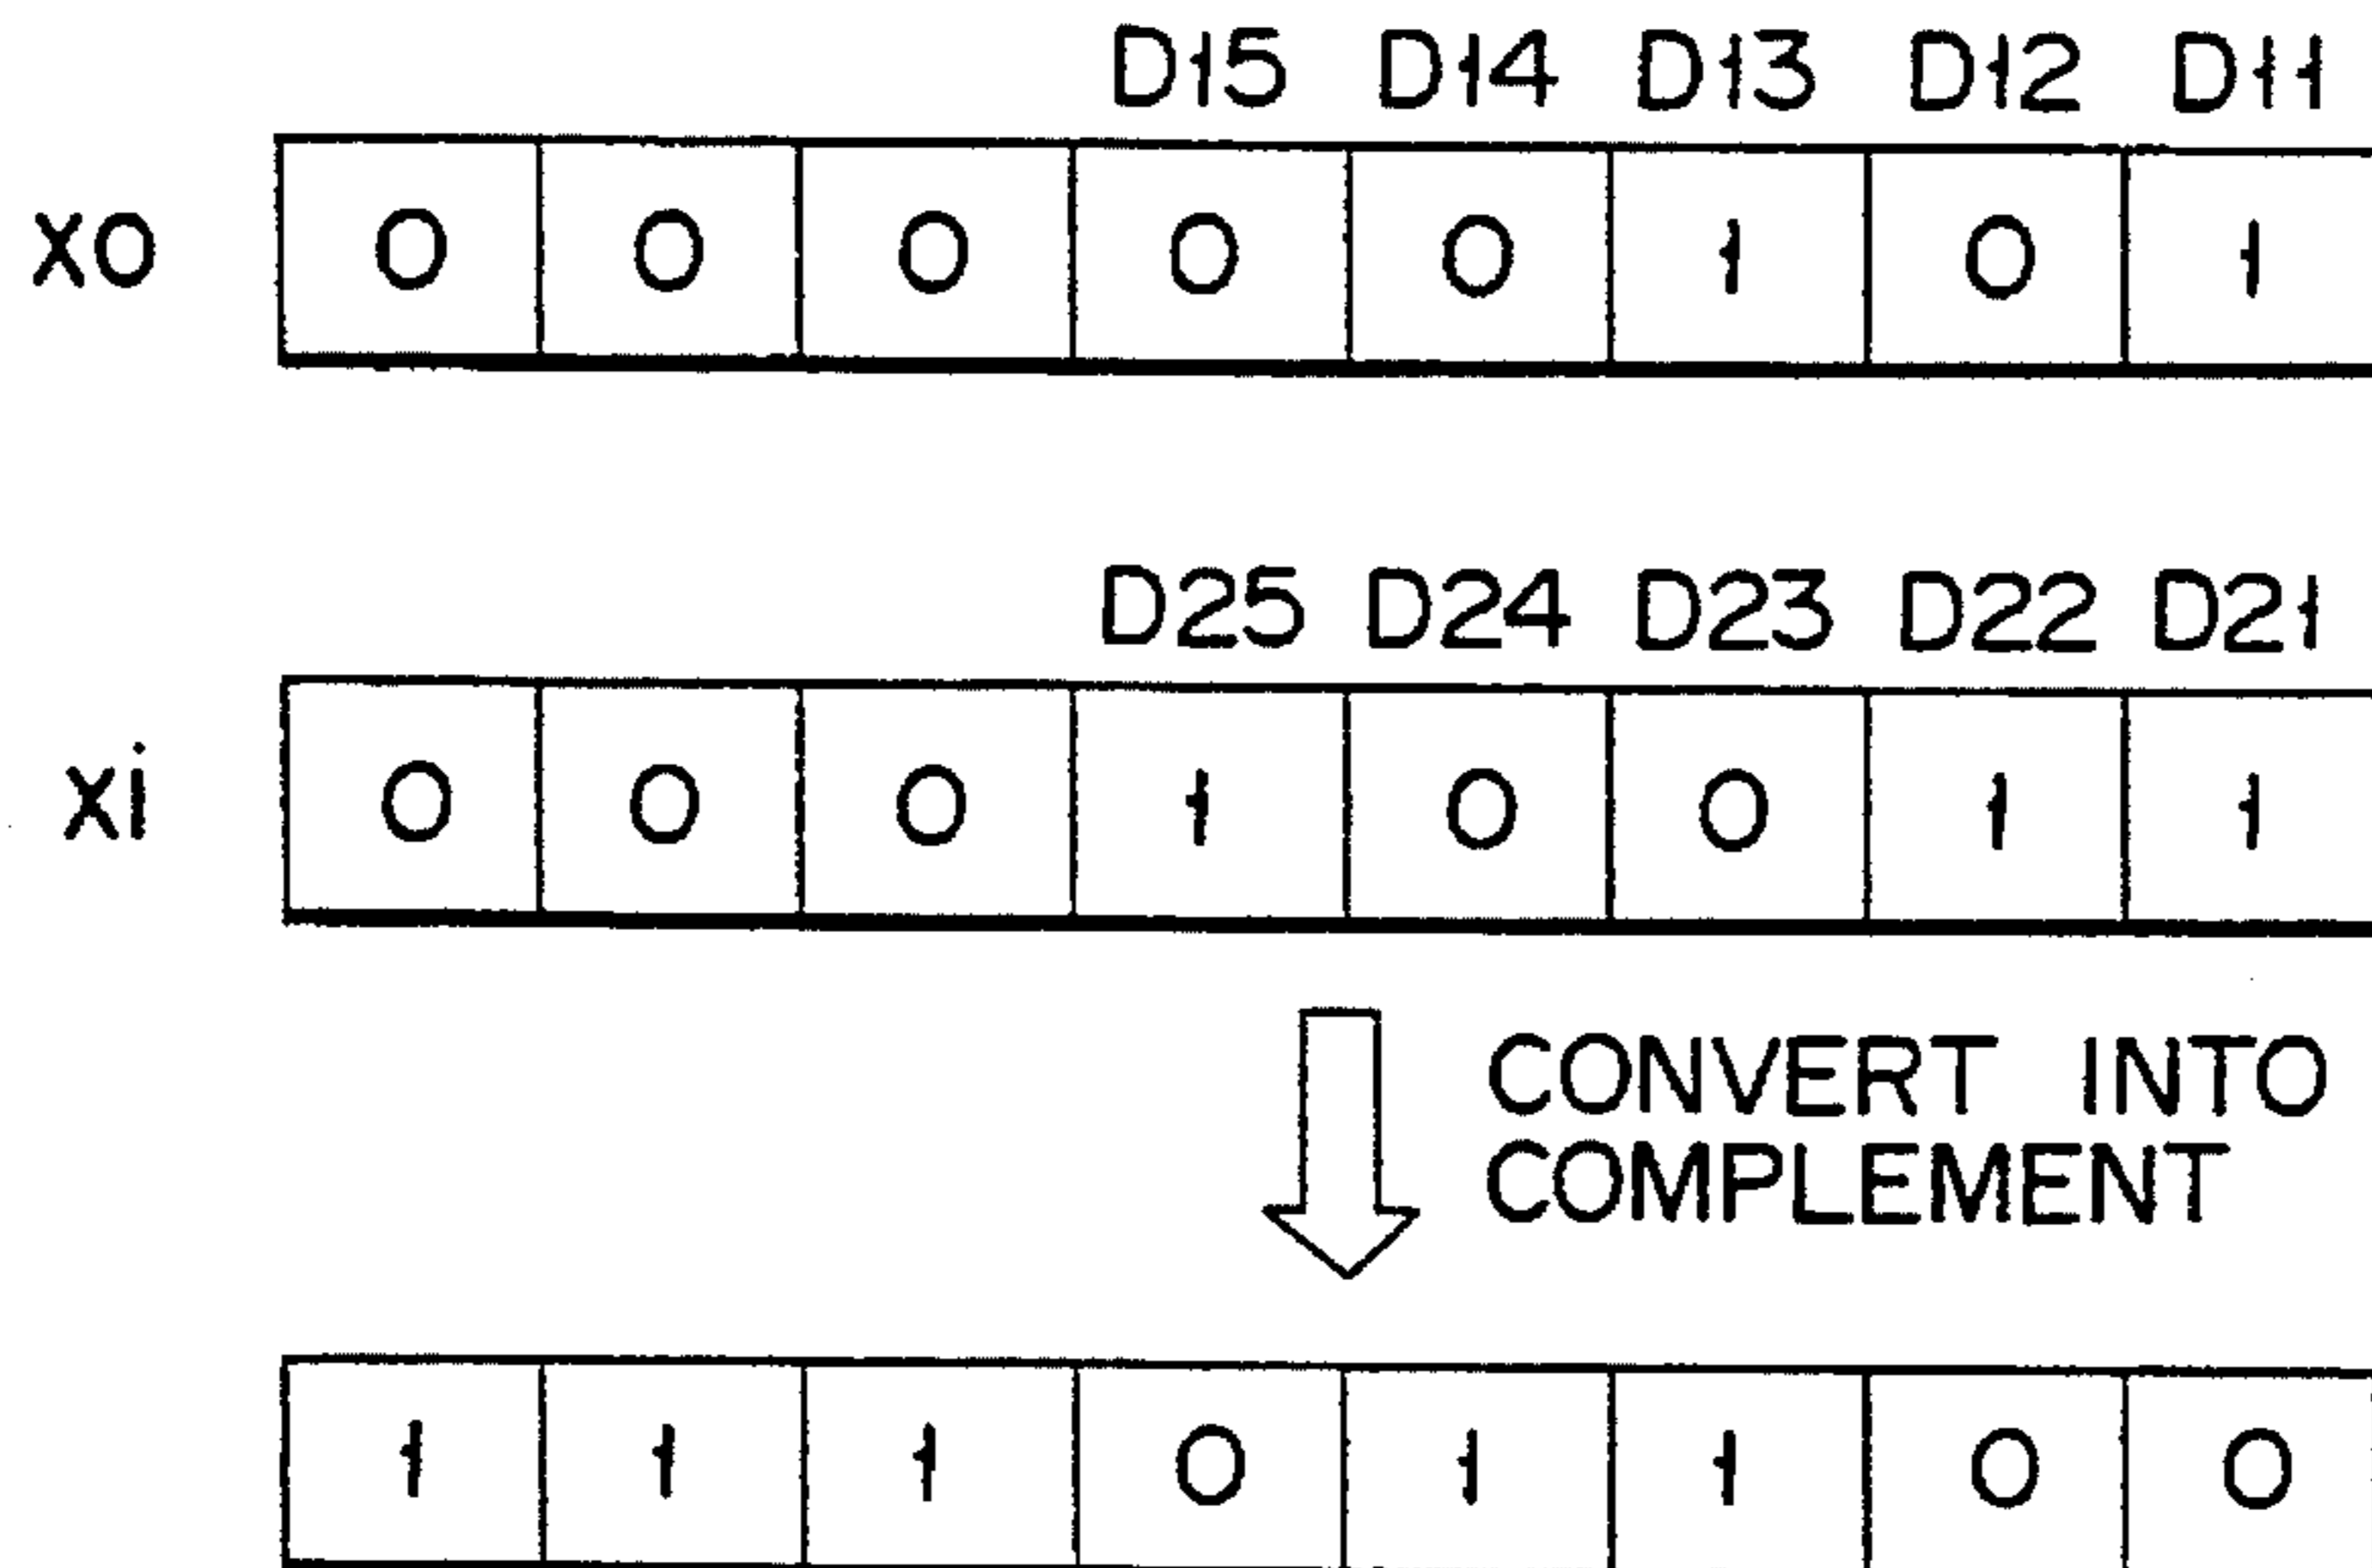 D15 D14 D13 D12 D11
xo 0 0 0 0 0 1 0 1
D25 D24 D23 D22 D21
xi 0 0 0 1 0 0 1 1
CONVERT INTO
COMPLEMENT
1 1 1 0 1 1 0 0